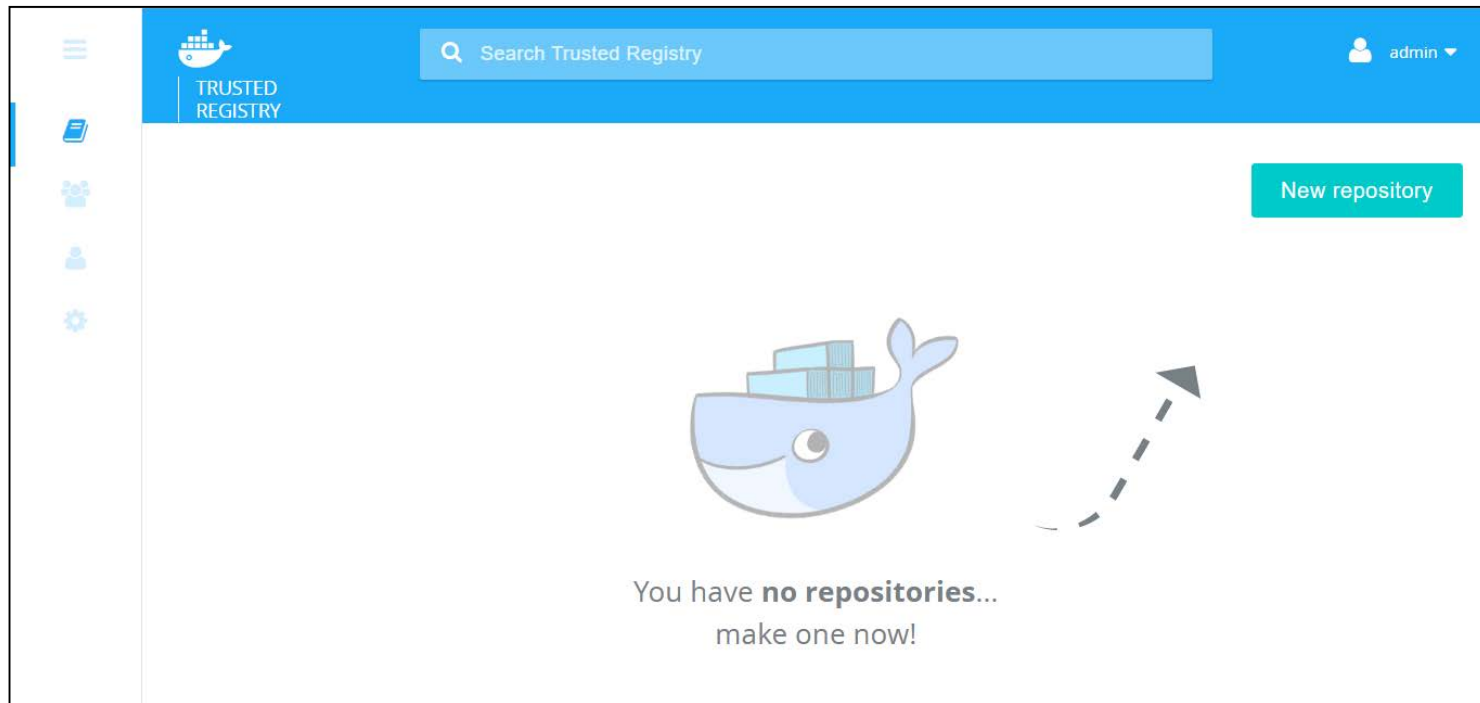 TRUSTED
REGISTRY
Search Trusted Registry
admin
New repository
You have no repositories...
make one now!